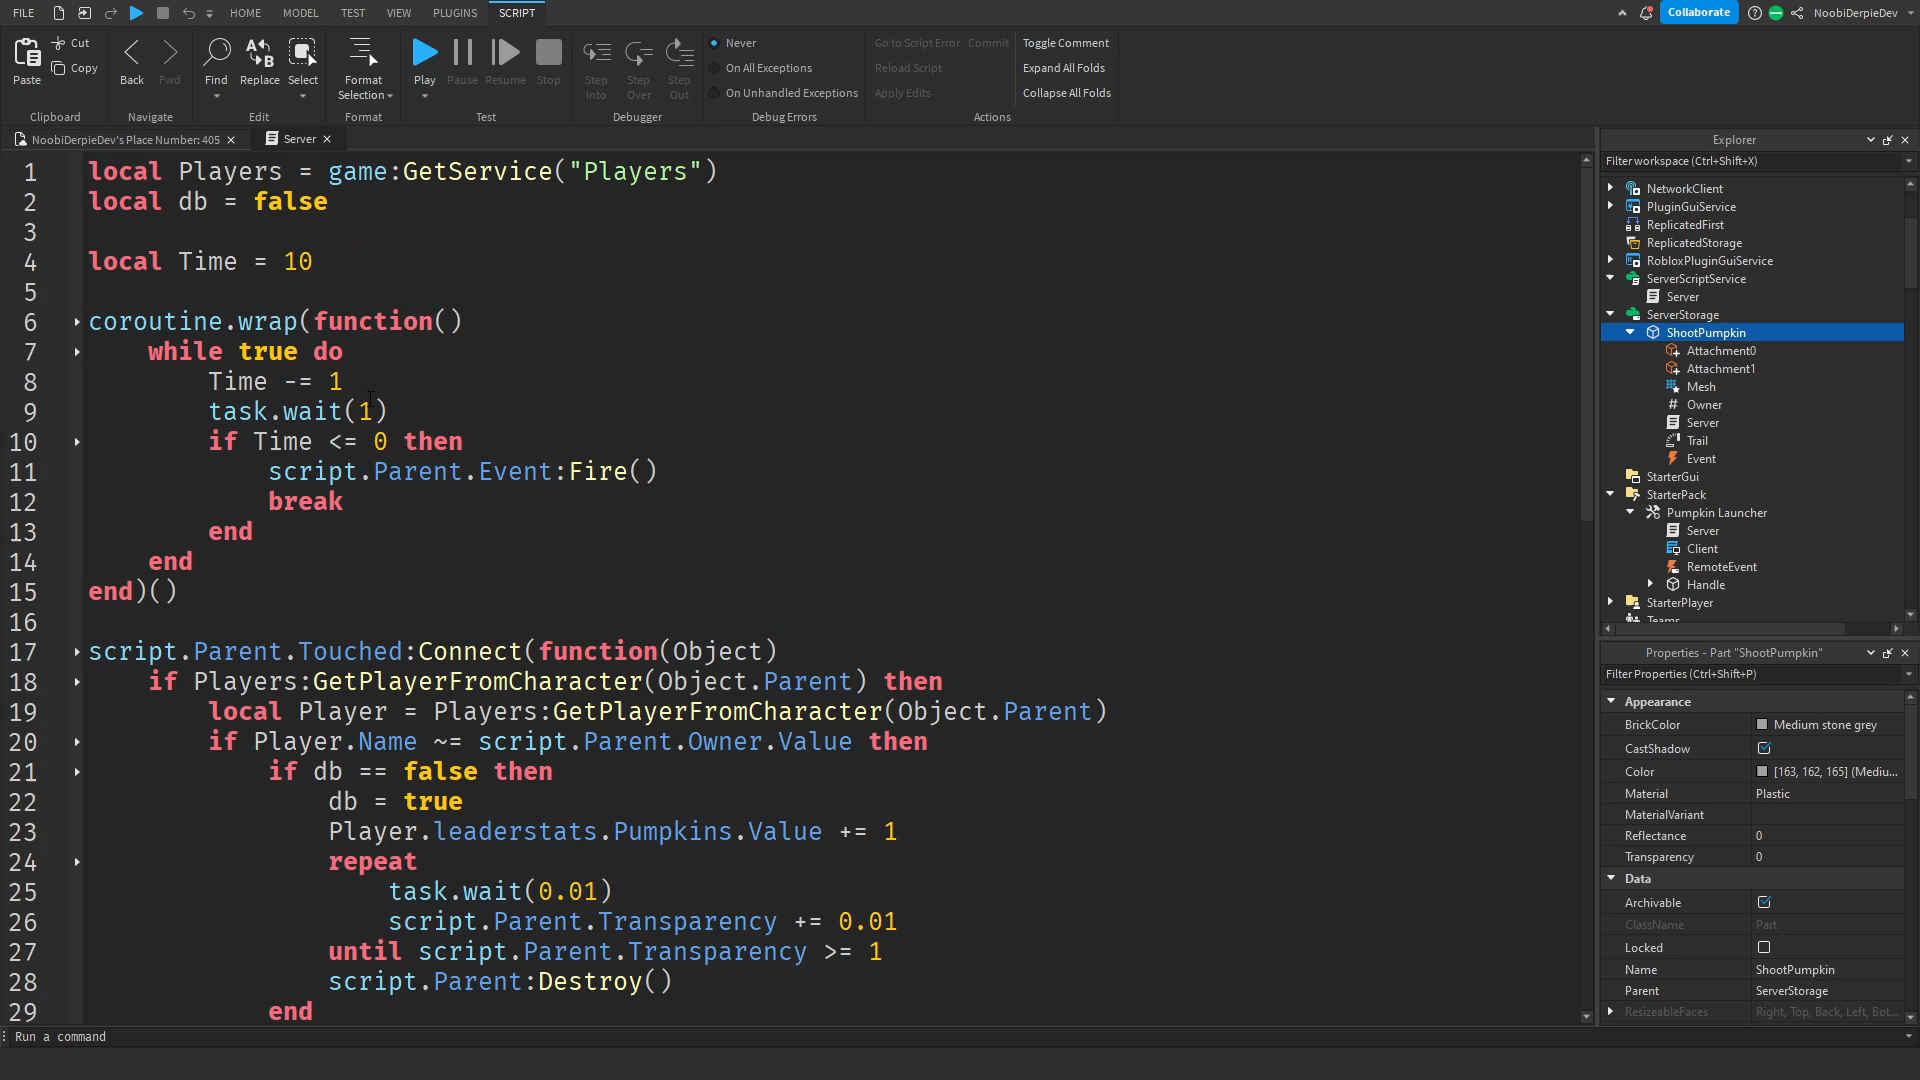 FILE HOME MODEL TEST VIEW PLUGINS SCRIPT Collaborate NoobiDerpieDev
Paste Cut Copy Back Fwd Find Replace Select Format Selection Play Pause Resume Stop Step Into Step Over Step Out
Never
On All Exceptions
On Unhandled Exceptions
Go to Script Error Commit
Reload Script
Apply Edits
Toggle Comment
Expand All Folds
Collapse All Folds
Clipboard Navigate Edit Format Test Debugger Debug Errors Actions
NoobiDerpieDev's Place Number: 405 Server
1 local Players = game:GetService("Players")
2 local db = false
3
4 local Time = 10
5
6 coroutine.wrap(function()
7 while true do
8 Time -= 1
9 task.wait(1)
10 if Time <= 0 then
11 script.Parent.Event:Fire()
12 break
13 end
14 end
15 end)()
16
17 script.Parent.Touched:Connect(function(Object)
18 if Players:GetPlayerFromCharacter(Object.Parent) then
19 local Player = Players:GetPlayerFromCharacter(Object.Parent)
20 if Player.Name ~= script.Parent.Owner.Value then
21 if db == false then
22 db = true
23 Player.leaderstats.Pumpkins.Value += 1
24 repeat
25 task.wait(0.01)
26 script.Parent.Transparency += 0.01
27 until script.Parent.Transparency >= 1
28 script.Parent:Destroy()
29 end
Run a command
Explorer
Filter workspace (Ctrl+Shift+X)
NetworkClient
PluginGuiService
ReplicatedFirst
ReplicatedStorage
RobloxPluginGuiService
ServerScriptService
Server
ServerStorage
ShootPumpkin
Attachment0
Attachment1
Mesh
Owner
Server
Trail
Event
StarterGui
StarterPack
Pumpkin Launcher
Server
Client
RemoteEvent
Handle
StarterPlayer
Teams
Properties - Part "ShootPumpkin"
Filter Properties (Ctrl+Shift+P)
Appearance
BrickColor Medium stone grey
CastShadow
Color [163, 162, 165] (Mediu...
Material Plastic
MaterialVariant
Reflectance 0
Transparency 0
Data
Archivable
ClassName Part
Locked
Name ShootPumpkin
Parent ServerStorage
ResizeableFaces Right, Top, Back, Left, Bot...